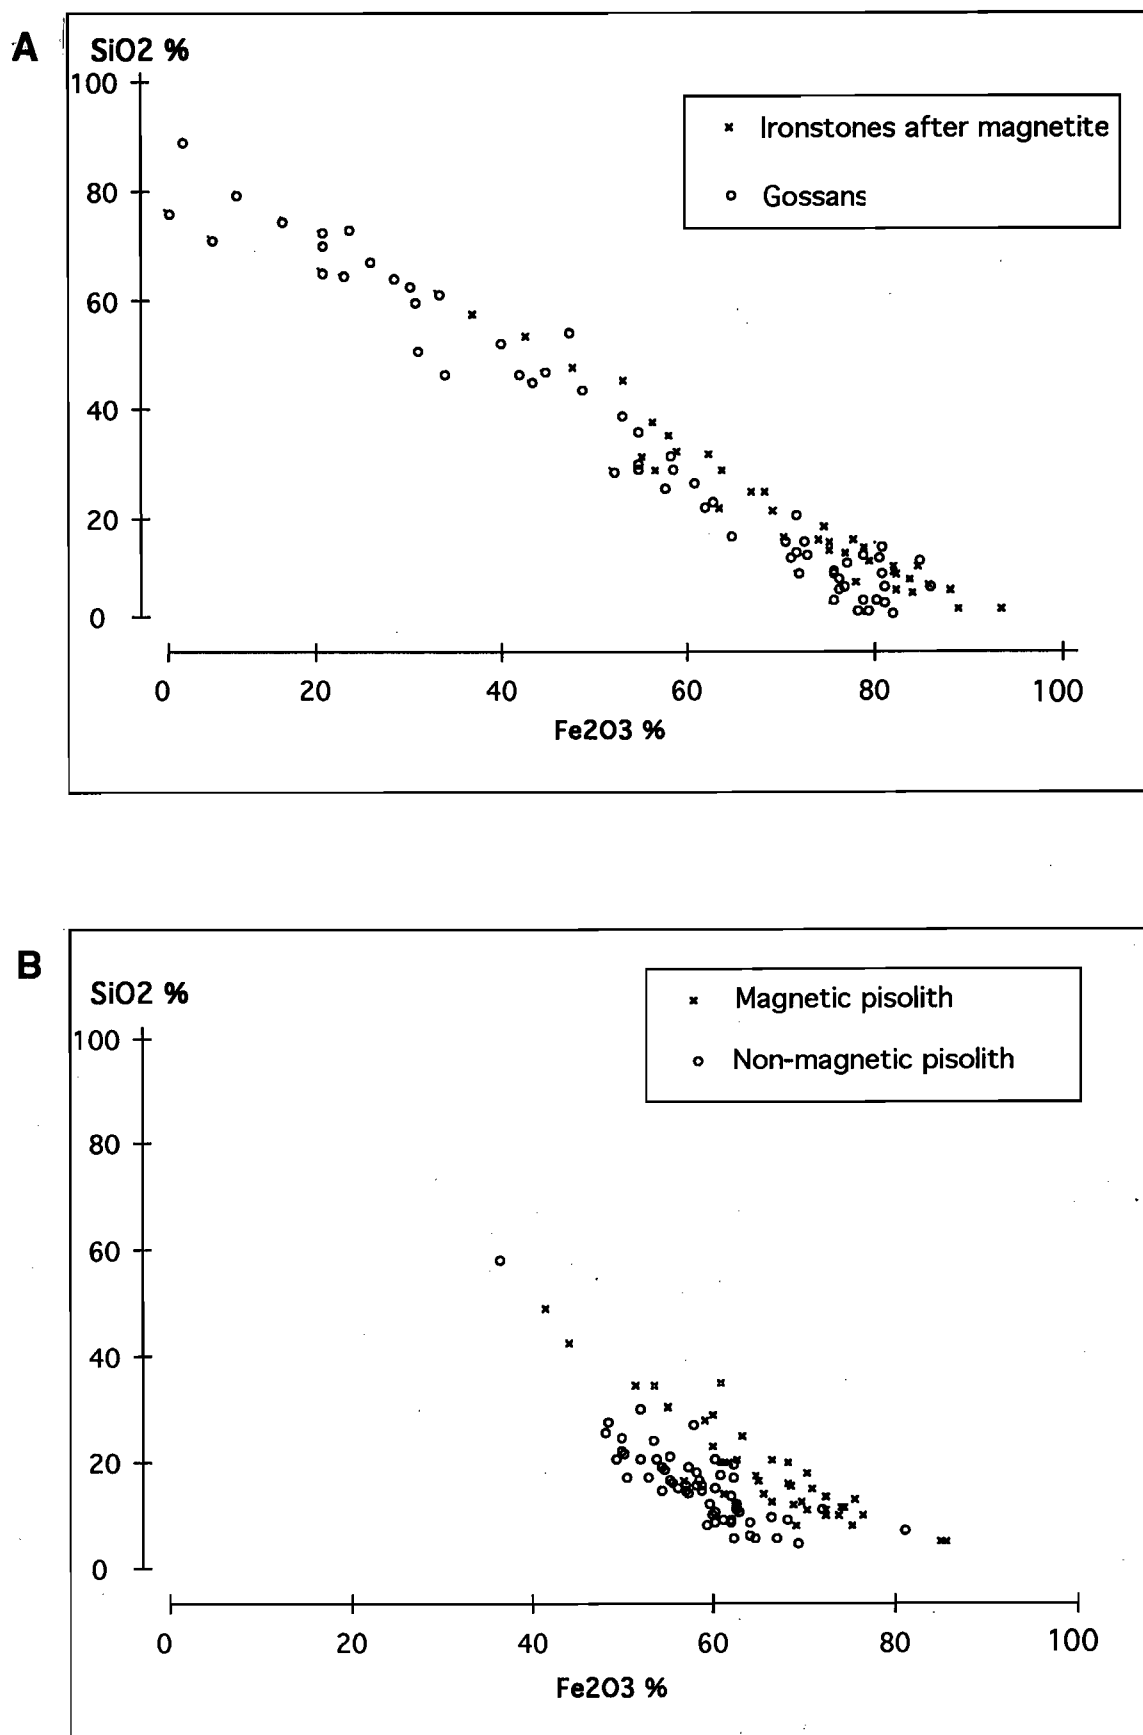 A
SiO2 %
100
80
60
40
20
0
× Ironstones after magnetite
o Gossans
0 20 40 60 80 100
Fe2O3 %
B
SiO2 %
100
80
60
40
20
0
× Magnetic pisolith
o Non-magnetic pisolith
0 20 40 60 80 100
Fe2O3 %